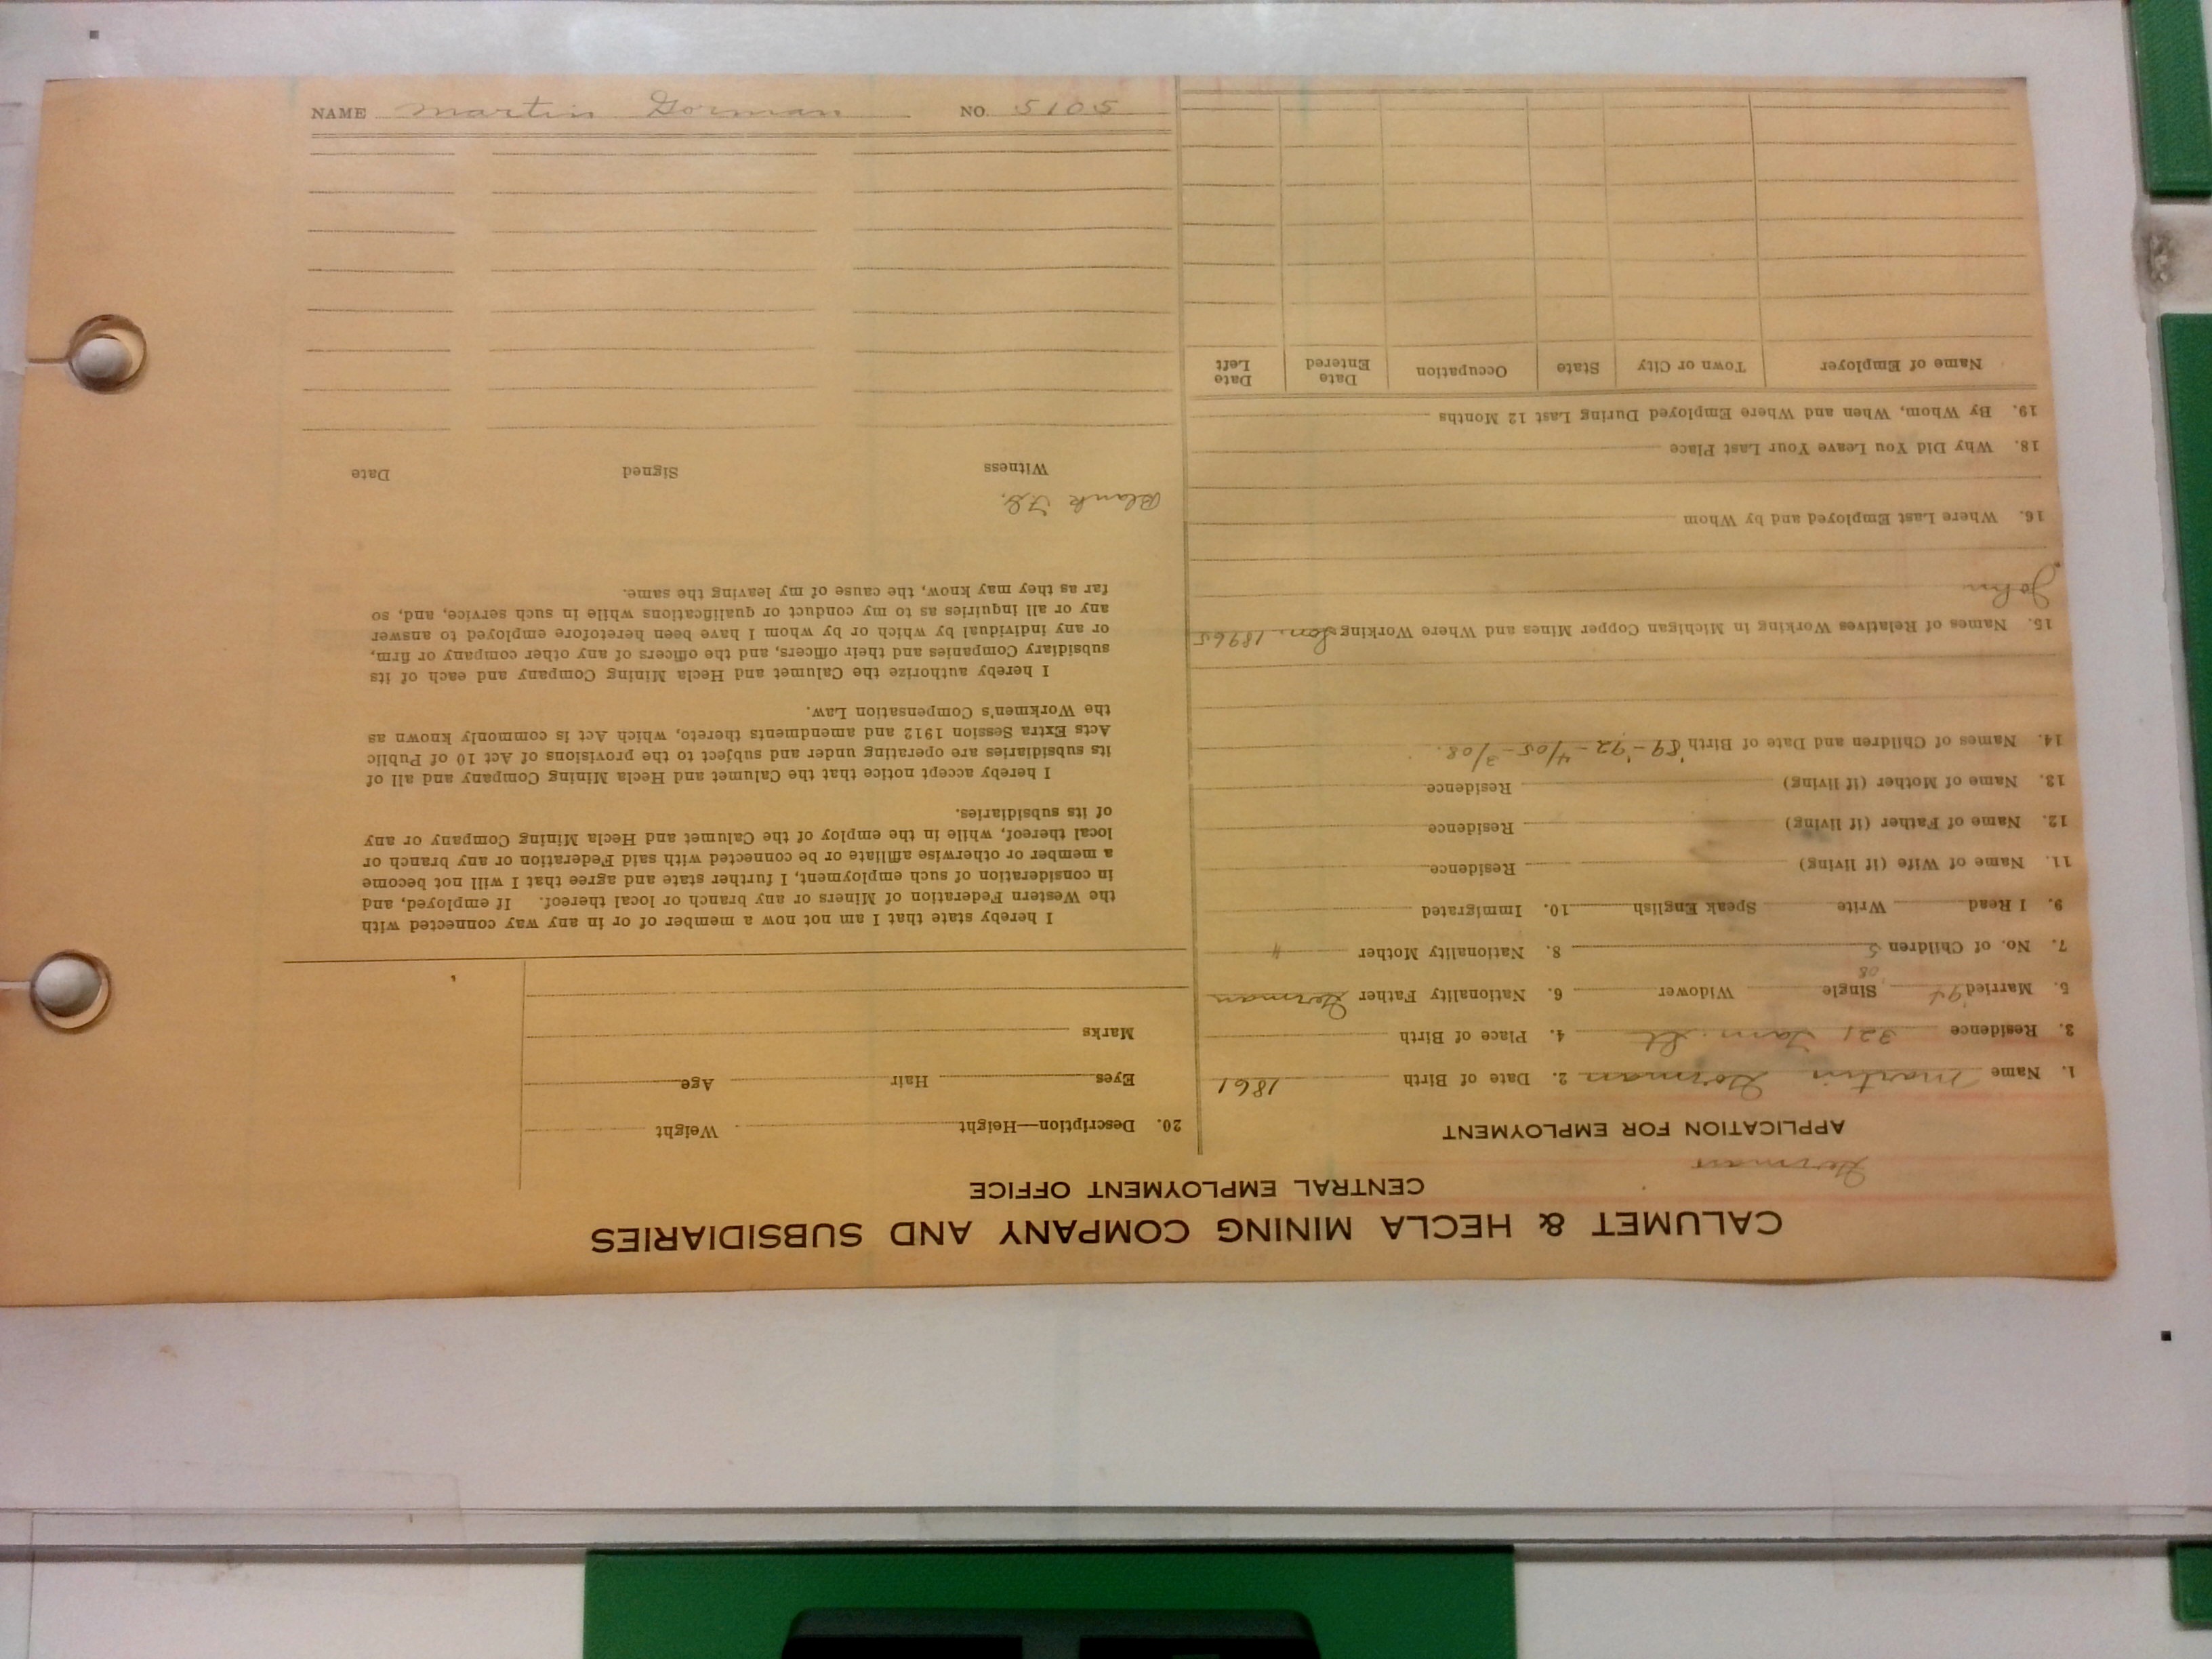 CALUMET & HECLA MINING COMPANY AND SUBSIDIARIES
CENTRAL EMPLOYMENT OFFICE
German
APPLICATION FOR EMPLOYMENT
1. Name Martin Gorman 2. Date of Birth 1861
3. Residence 321 Tam. St 4. Place of Birth
5. Married '94 Single 08 Widower 6. Nationality Father German
7. No. of Children 5 8. Nationality Mother "
9. I Read Write Speak English 10. Immigrated
11. Name of Wife (if living) Residence
12. Name of Father (if living) Residence
13. Name of Mother (if living) Residence
14. Names of Children and Date of Birth '89-'92-4/05-3/08.
15. Names of Relatives Working in Michigan Copper Mines and Where Working Son. 18965
John
16. Where Last Employed and by Whom
18. Why Did You Leave Your Last Place
19. By Whom, When and Where Employed During Last 12 Months
Name of Employer Town or City State Occupation Date Entered Date Left
20. Description—Height Weight
Eyes Hair Age
Marks
I hereby state that I am not now a member of or in any way connected with
the Western Federation of Miners or any branch or local thereof. If employed, and
in consideration of such employment, I further state and agree that I will not become
a member or otherwise affiliate or be connected with said Federation or any branch or
local thereof, while in the employ of the Calumet and Hecla Mining Company or any
of its subsidiaries.
I hereby accept notice that the Calumet and Hecla Mining Company and all of
its subsidiaries are operating under and subject to the provisions of Act 10 of Public
Acts Extra Session 1912 and amendments thereto, which Act is commonly known as
the Workmen's Compensation Law.
I hereby authorize the Calumet and Hecla Mining Company and each of its
subsidiary Companies and their officers, and the officers of any other company or firm,
or any individual by which or by whom I have been heretofore employed to answer
any or all inquiries as to my conduct or qualifications while in such service, and, so
far as they may know, the cause of my leaving the same.
Blank
Witness Signed Date
NAME Martin Gorman NO. 5105